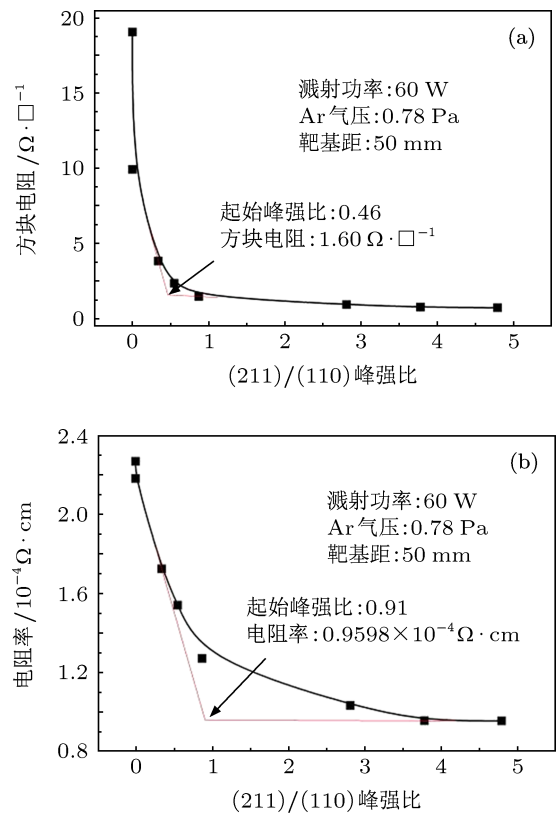 20
15
10
5
0
方块电阻/Ω·□⁻¹
(a)
溅射功率:60 W
Ar气压:0.78 Pa
靶基距:50 mm
起始峰强比:0.46
方块电阻:1.60 Ω·□⁻¹
0 1 2 3 4 5
(211)/(110)峰强比
2.4
2.0
1.6
1.2
0.8
电阻率/10⁻⁴Ω·cm
(b)
溅射功率:60 W
Ar气压:0.78 Pa
靶基距:50 mm
起始峰强比:0.91
电阻率:0.9598×10⁻⁴Ω·cm
0 1 2 3 4 5
(211)/(110)峰强比